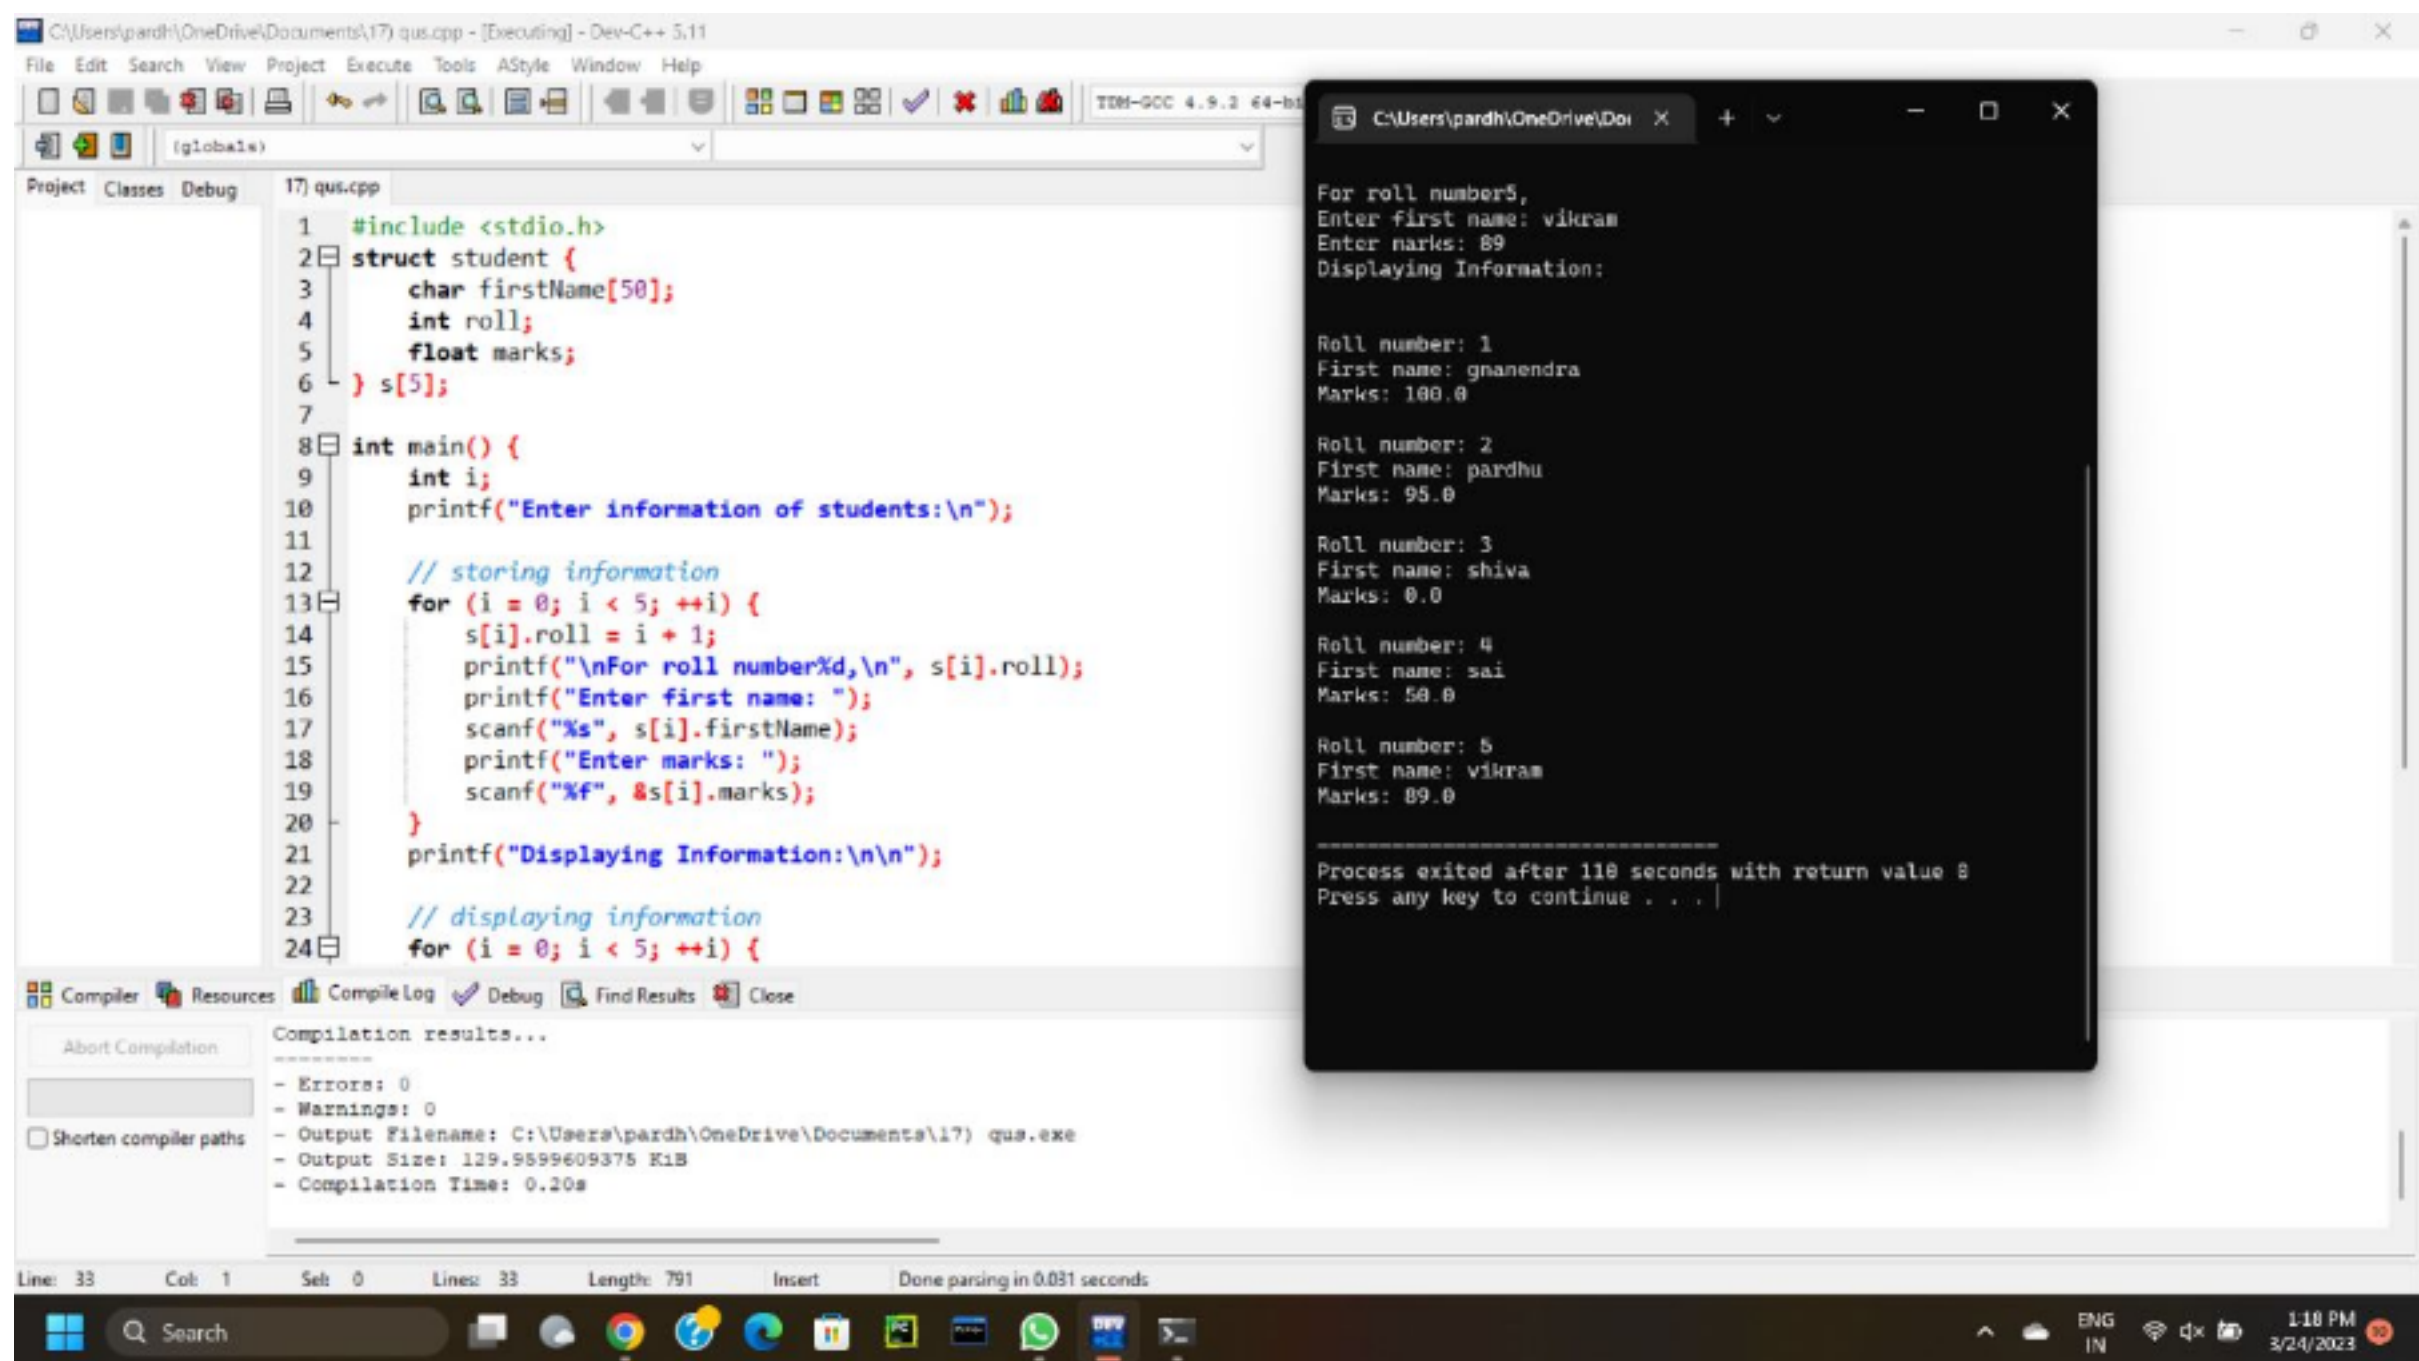 C:\Users\pardh\OneDrive\Documents\17) qus.cpp - [Executing] - Dev-C++ 5.11
File Edit Search View Project Execute Tools AStyle Window Help
TDM-GCC 4.9.2 64-bi
(globals)
Project Classes Debug
17) qus.cpp
1 #include <stdio.h>
2 struct student {
3 char firstName[50];
4 int roll;
5 float marks;
6 } s[5];
7
8 int main() {
9 int i;
10 printf("Enter information of students:\n");
11
12 // storing information
13 for (i = 0; i < 5; ++i) {
14 s[i].roll = i + 1;
15 printf("\nFor roll number%d,\n", s[i].roll);
16 printf("Enter first name: ");
17 scanf("%s", s[i].firstName);
18 printf("Enter marks: ");
19 scanf("%f", &s[i].marks);
20 }
21 printf("Displaying Information:\n\n");
22
23 // displaying information
24 for (i = 0; i < 5; ++i) {
C:\Users\pardh\OneDrive\Do
For roll number5,
Enter first name: vikram
Enter marks: 89
Displaying Information:
Roll number: 1
First name: gnanendra
Marks: 100.0
Roll number: 2
First name: pardhu
Marks: 95.0
Roll number: 3
First name: shiva
Marks: 0.0
Roll number: 4
First name: sai
Marks: 50.0
Roll number: 5
First name: vikram
Marks: 89.0
--------------------------------
Process exited after 110 seconds with return value
Press any key to continue . . .
Compiler Resources Compile Log Debug Find Results Close
Abort Compilation
Shorten compiler paths
Compilation results...
--------
- Errors: 0
- Warnings: 0
- Output Filename: C:\Users\pardh\OneDrive\Documents\17) qus.exe
- Output Size: 129.9599609375 KiB
- Compilation Time: 0.20s
Line: 33 Col: 1 Sel: 0 Lines: 33 Length: 791 Insert Done parsing in 0.031 seconds
Search
DEV
PC
ENG
IN
1:18 PM
3/24/2023
10